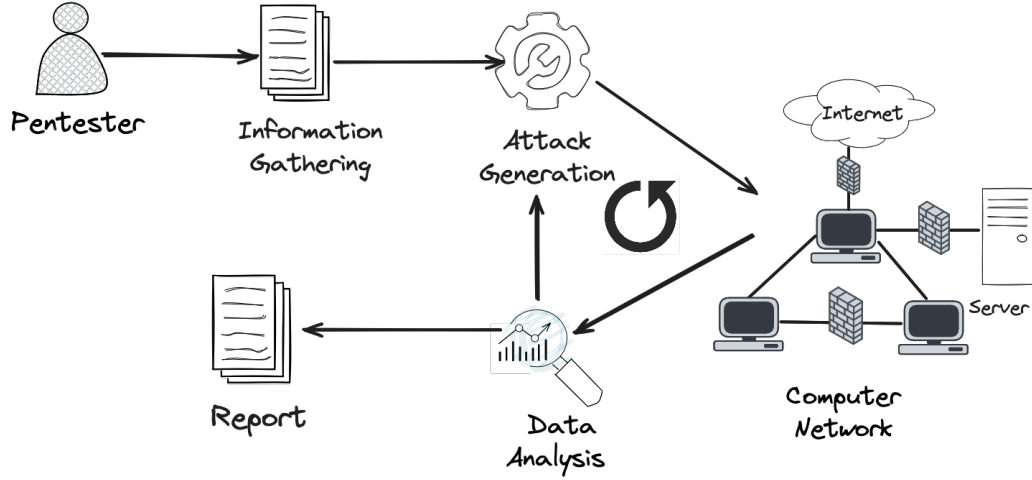 Pentester
Information
Gathering
Attack
Generation
Internet
Server
Report
Data
Analysis
Computer
Network